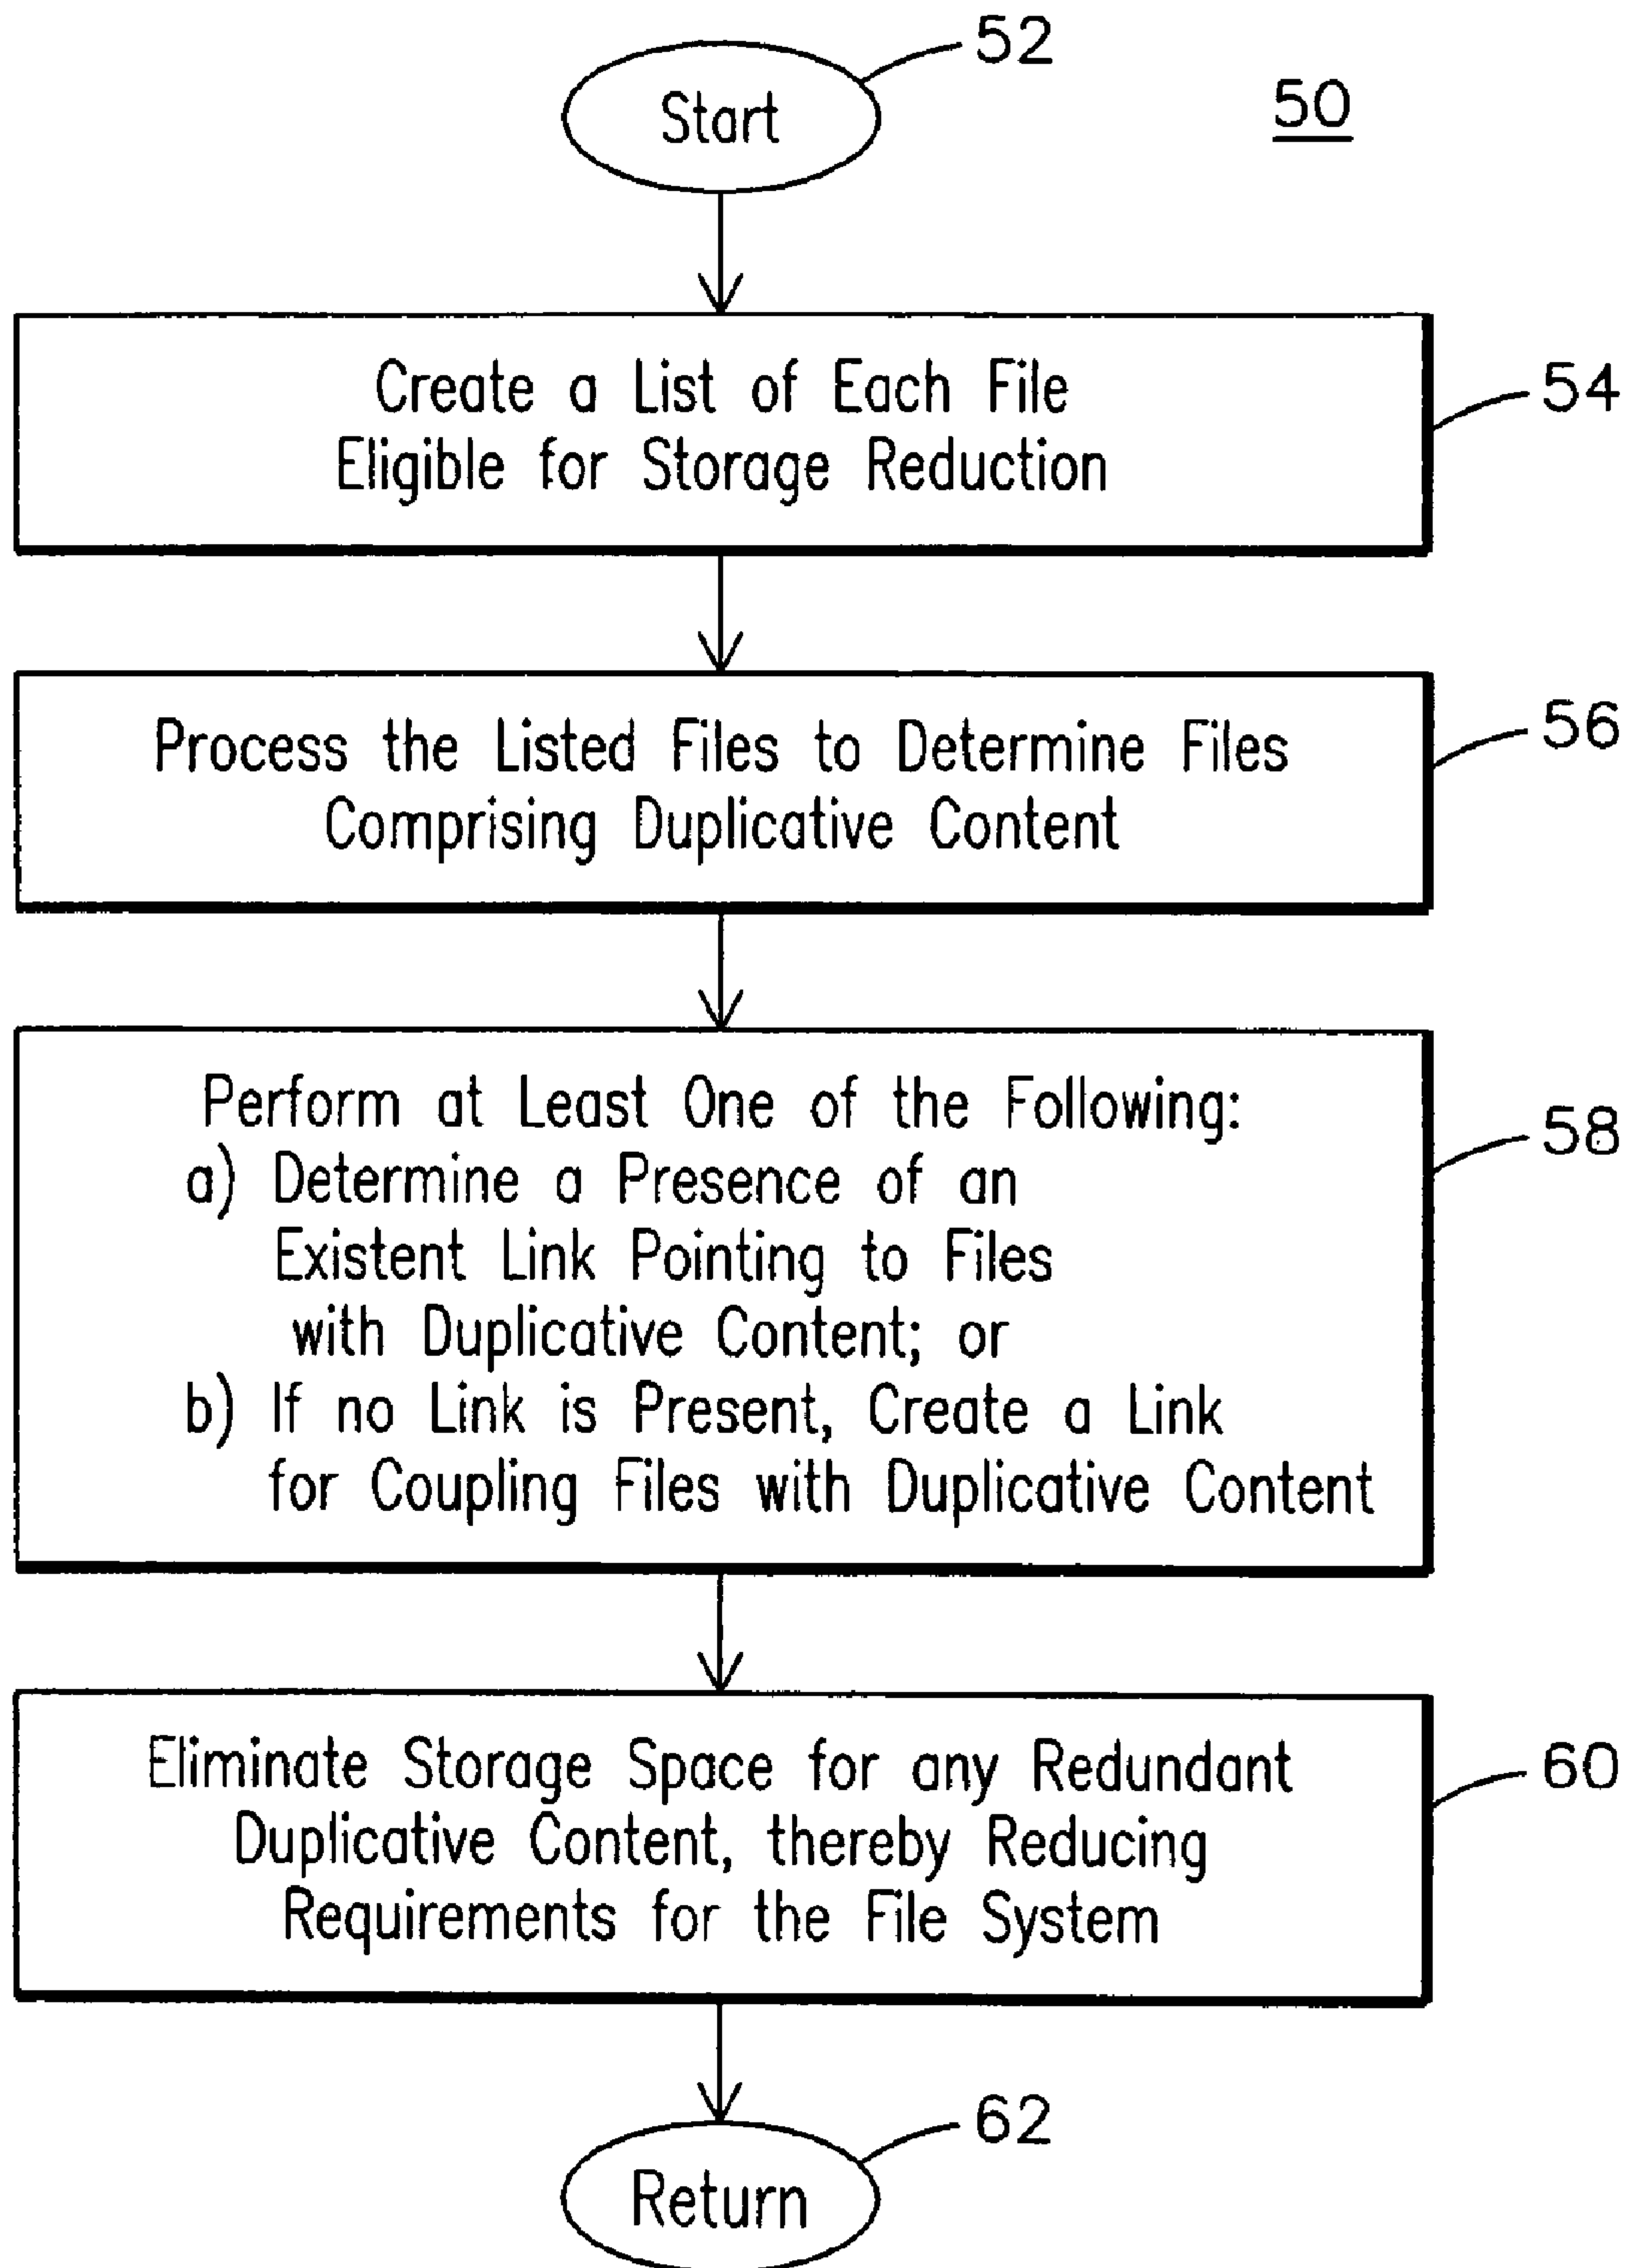 52
Start
50
Create a List of Each File
Eligible for Storage Reduction
54
Process the Listed Files to Determine Files
Comprising Duplicative Content
56
Perform at Least One of the Following:
a) Determine a Presence of an
Existent Link Pointing to Files
with Duplicative Content; or
b) If no Link is Present, Create a Link
for Coupling Files with Duplicative Content
58
Eliminate Storage Space for any Redundant
Duplicative Content, thereby Reducing
Requirements for the File System
60
62
Return